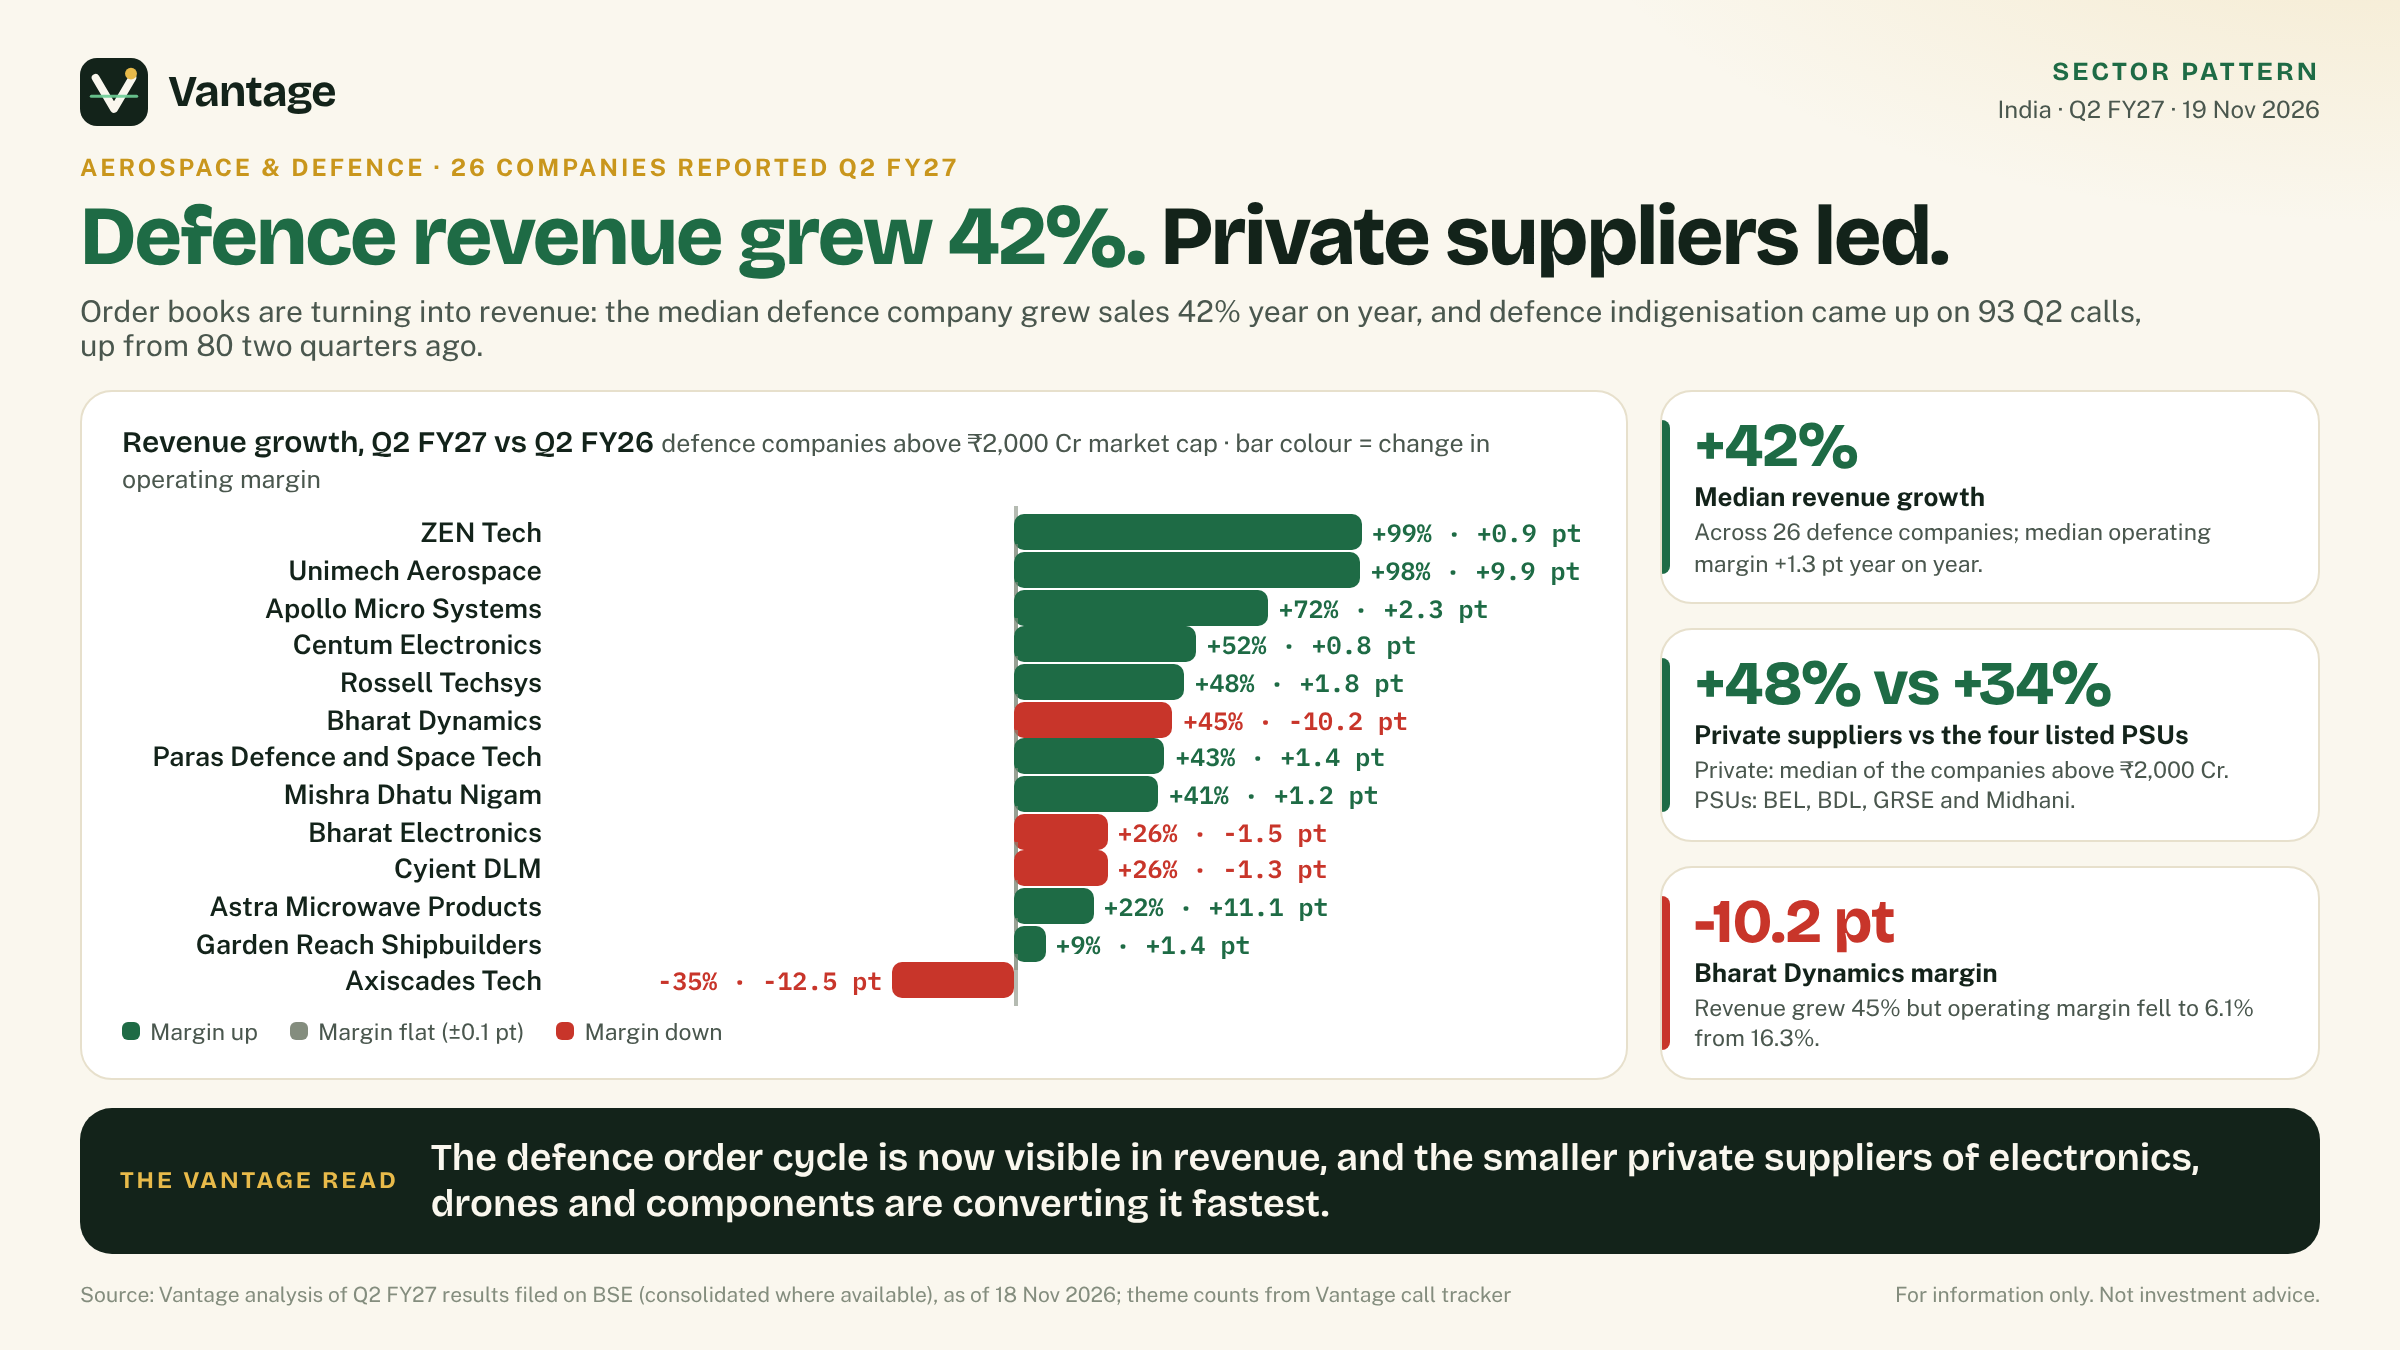 Vantage
SECTOR PATTERN
India · Q2 FY27 · 19 Nov 2026
AEROSPACE & DEFENCE · 26 COMPANIES REPORTED Q2 FY27
Defence revenue grew 42%. Private suppliers led.
Order books are turning into revenue: the median defence company grew sales 42% year on year, and defence indigenisation came up on 93 Q2 calls,
up from 80 two quarters ago.
Revenue growth, Q2 FY27 vs Q2 FY26 defence companies above ₹2,000 Cr market cap · bar colour = change in
operating margin
ZEN Tech +99% · +0.9 pt
Unimech Aerospace +98% · +9.9 pt
Apollo Micro Systems +72% · +2.3 pt
Centum Electronics +52% · +0.8 pt
Rossell Techsys +48% · +1.8 pt
Bharat Dynamics +45% · -10.2 pt
Paras Defence and Space Tech +43% · +1.4 pt
Mishra Dhatu Nigam +41% · +1.2 pt
Bharat Electronics +26% · -1.5 pt
Cyient DLM +26% · -1.3 pt
Astra Microwave Products +22% · +11.1 pt
Garden Reach Shipbuilders +9% · +1.4 pt
Axiscades Tech -35% · -12.5 pt
Margin up Margin flat (±0.1 pt) Margin down
+42%
Median revenue growth
Across 26 defence companies; median operating
margin +1.3 pt year on year.
+48% vs +34%
Private suppliers vs the four listed PSUs
Private: median of the companies above ₹2,000 Cr.
PSUs: BEL, BDL, GRSE and Midhani.
-10.2 pt
Bharat Dynamics margin
Revenue grew 45% but operating margin fell to 6.1%
from 16.3%.
THE VANTAGE READ
The defence order cycle is now visible in revenue, and the smaller private suppliers of electronics,
drones and components are converting it fastest.
Source: Vantage analysis of Q2 FY27 results filed on BSE (consolidated where available), as of 18 Nov 2026; theme counts from Vantage call tracker
For information only. Not investment advice.